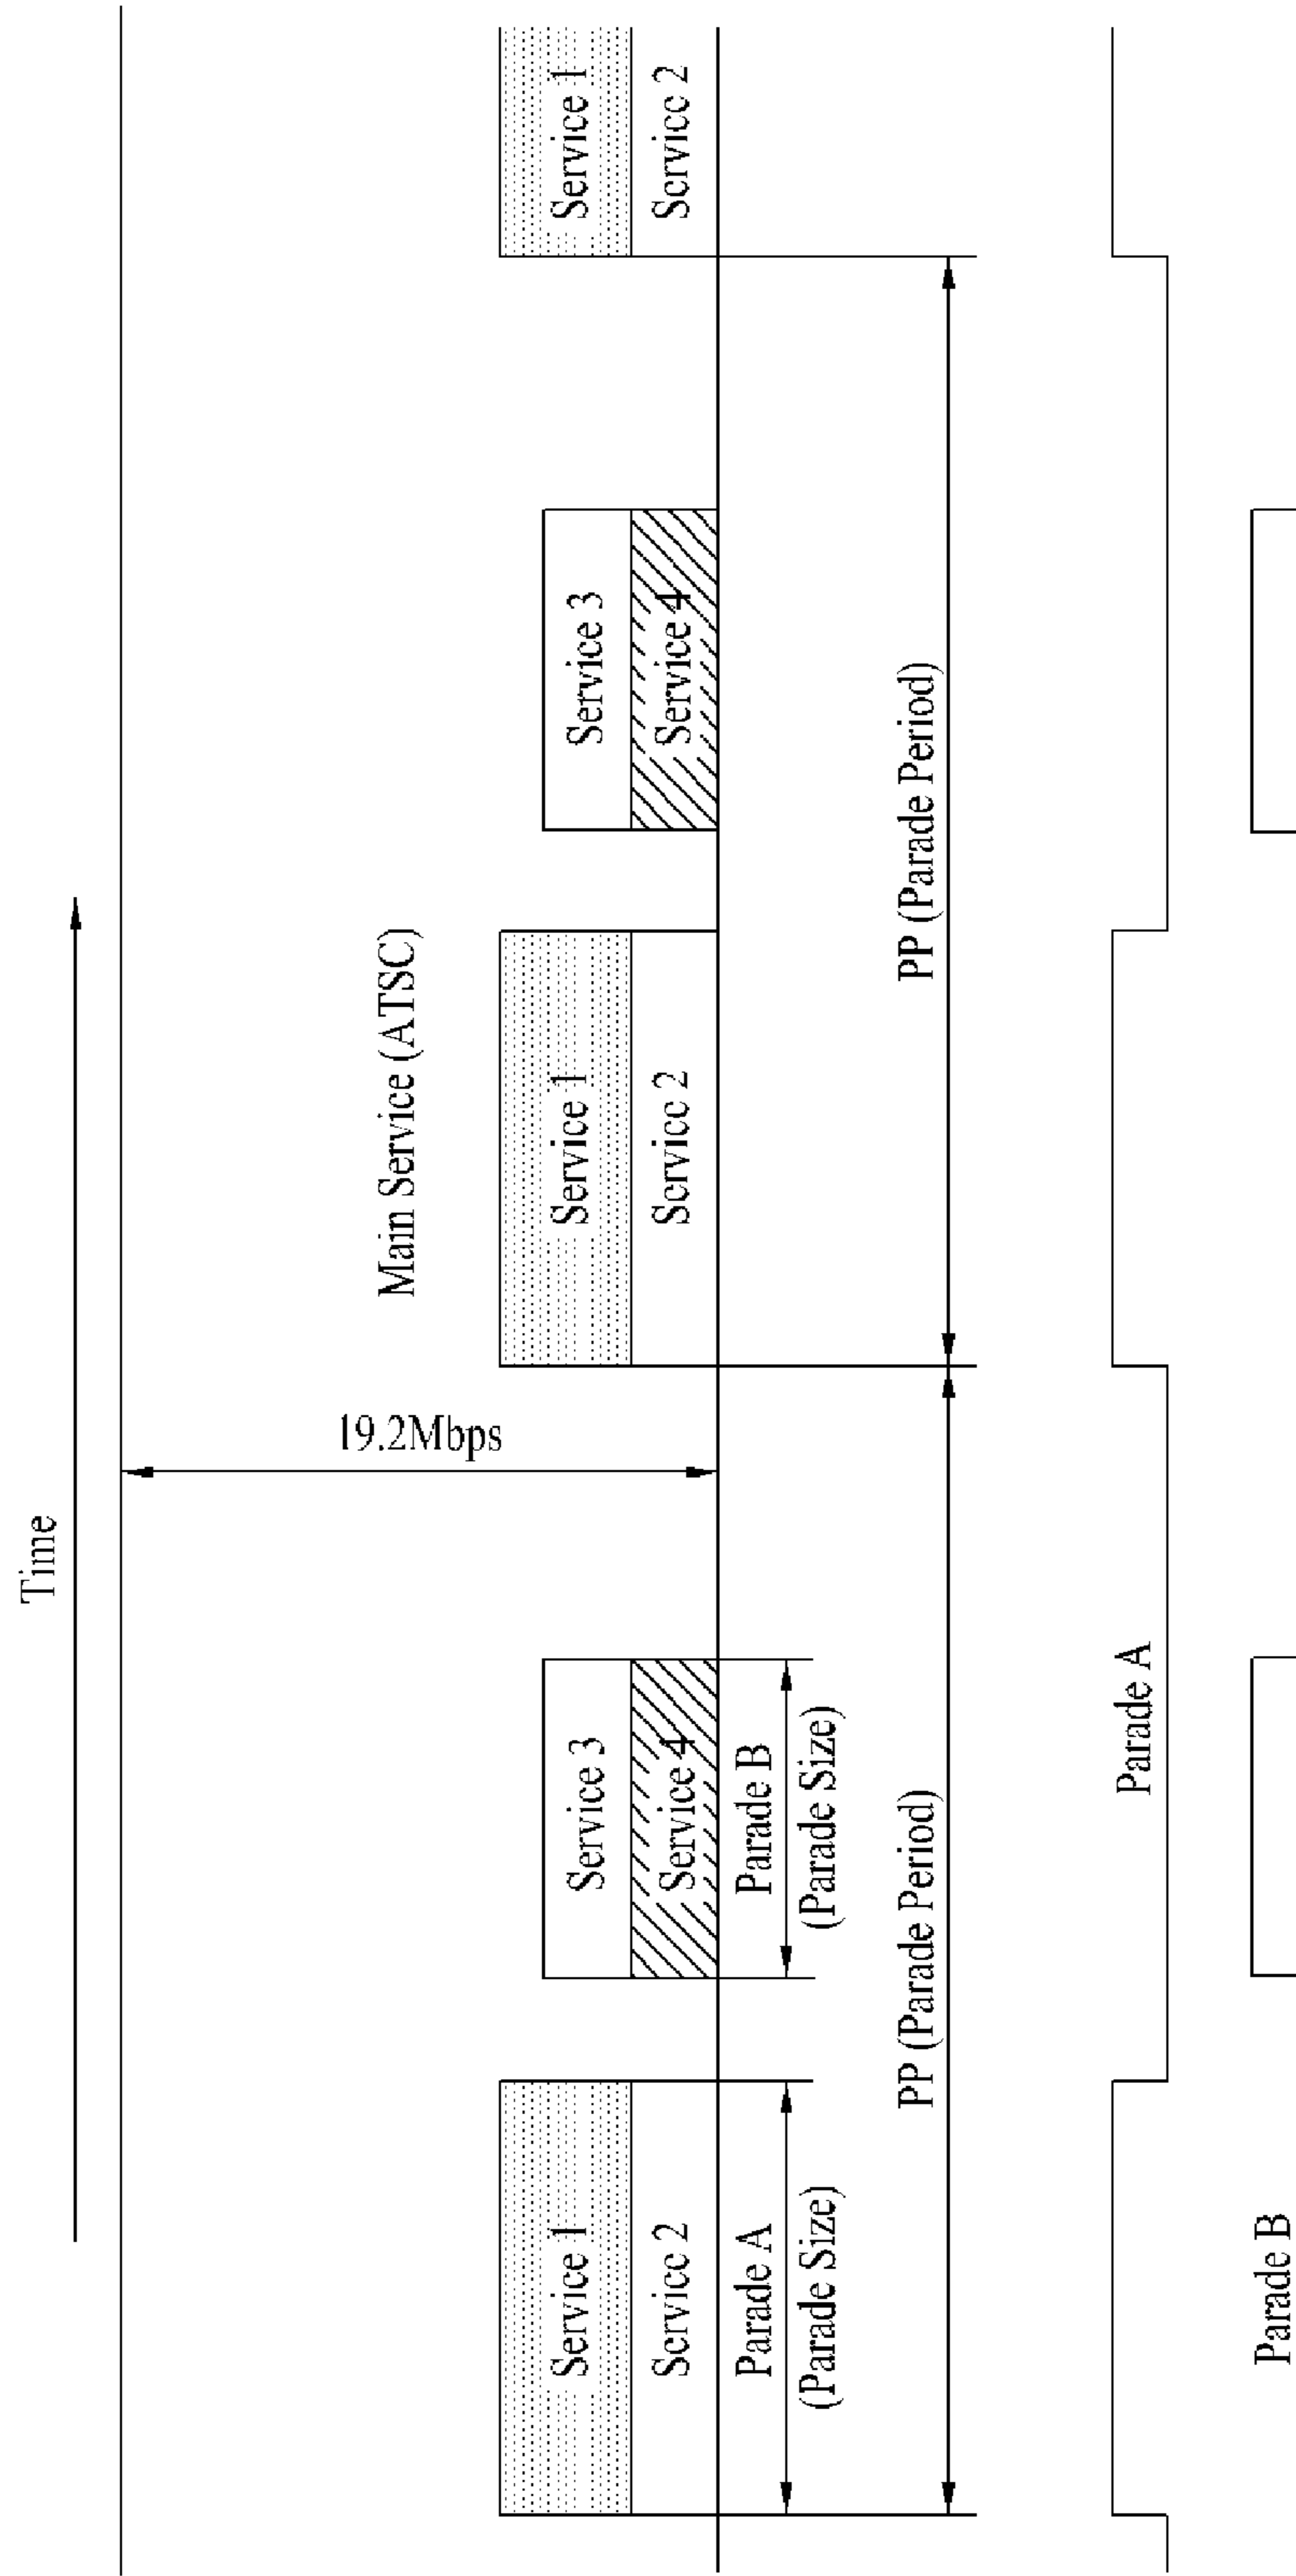 Time
Main Service (ATSC)
19.2Mbps
Service 1
Service 2
Service 3
Service 4
Service 1
Service 2
Service 3
Service 4
Service 1
Service 2
Parade A
(Parade Size)
Parade B
(Parade Size)
PP (Parade Period)
PP (Parade Period)
Parade A
Parade B